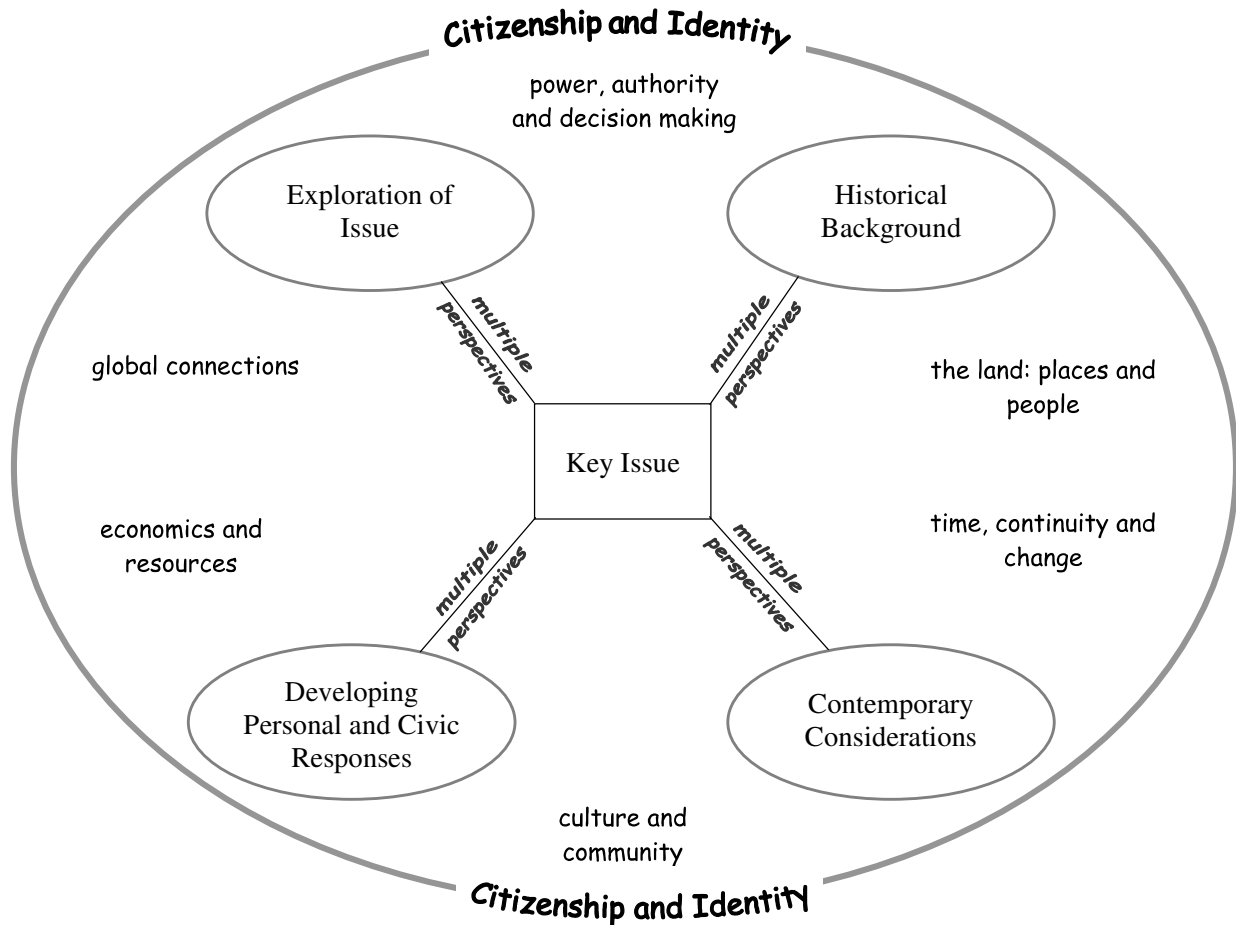 Citizenship and Identity
power, authority
and decision making
Exploration of
Issue
Historical
Background
multiple
perspectives
multiple
perspectives
global connections
the land: places and
people
Key Issue
economics and
resources
time, continuity and
change
multiple
perspectives
multiple
perspectives
Developing
Personal and Civic
Responses
Contemporary
Considerations
culture and
community
Citizenship and Identity